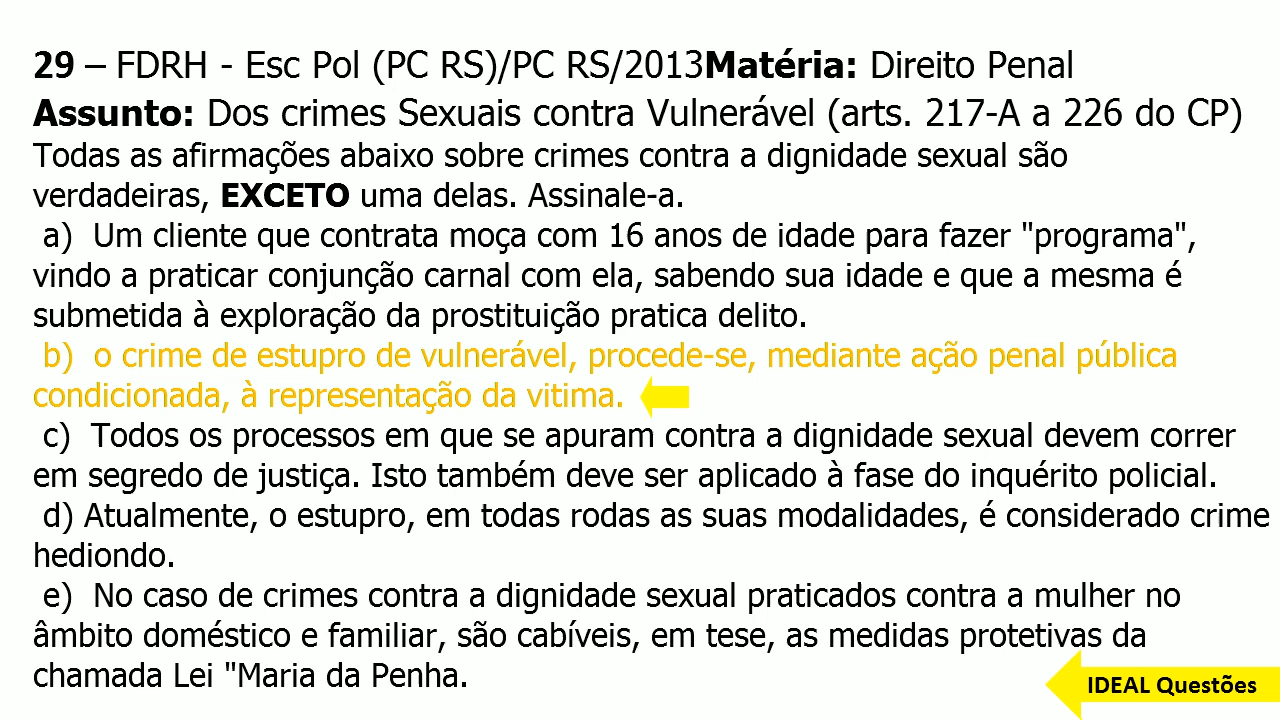 29 – FDRH - Esc Pol (PC RS)/PC RS/2013Matéria: Direito Penal
Assunto: Dos crimes Sexuais contra Vulnerável (arts. 217-A a 226 do CP)
Todas as afirmações abaixo sobre crimes contra a dignidade sexual são
verdadeiras, EXCETO uma delas. Assinale-a.
a) Um cliente que contrata moça com 16 anos de idade para fazer "programa",
vindo a praticar conjunção carnal com ela, sabendo sua idade e que a mesma é
submetida à exploração da prostituição pratica delito.
b) o crime de estupro de vulnerável, procede-se, mediante ação penal pública
condicionada, à representação da vitima.
c) Todos os processos em que se apuram contra a dignidade sexual devem correr
em segredo de justiça. Isto também deve ser aplicado à fase do inquérito policial.
d) Atualmente, o estupro, em todas rodas as suas modalidades, é considerado crime
hediondo.
e) No caso de crimes contra a dignidade sexual praticados contra a mulher no
âmbito doméstico e familiar, são cabíveis, em tese, as medidas protetivas da
chamada Lei "Maria da Penha.
IDEAL Questões